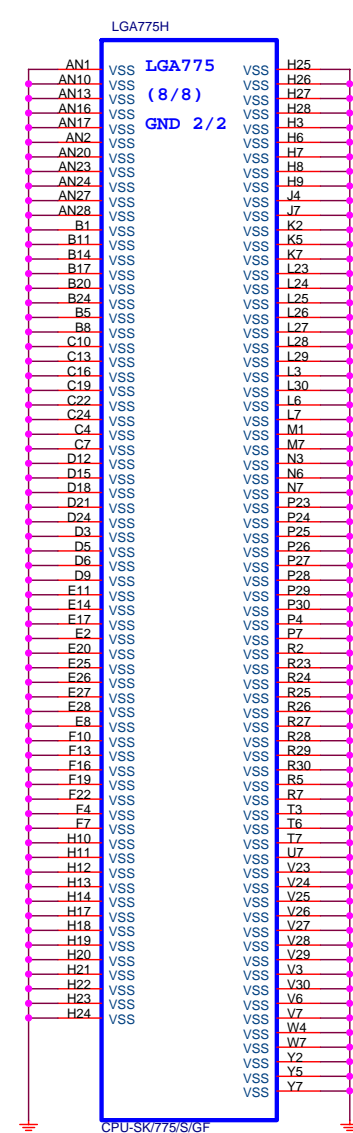 LGA775H
LGA775
(8/8)
GND 2/2
AN1 VSS VSS H25
AN10 VSS VSS H26
AN13 VSS VSS H27
AN16 VSS VSS H28
AN17 VSS VSS H3
AN2 VSS VSS H6
AN20 VSS VSS H7
AN23 VSS VSS H8
AN24 VSS VSS H9
AN27 VSS VSS J4
AN28 VSS VSS J7
B1 VSS VSS K2
B11 VSS VSS K5
B14 VSS VSS K7
B17 VSS VSS L23
B20 VSS VSS L24
B24 VSS VSS L25
B5 VSS VSS L26
B8 VSS VSS L27
C10 VSS VSS L28
C13 VSS VSS L29
C16 VSS VSS L3
C19 VSS VSS L30
C22 VSS VSS L6
C24 VSS VSS L7
C4 VSS VSS M1
C7 VSS VSS M7
D12 VSS VSS N3
D15 VSS VSS N6
D18 VSS VSS N7
D21 VSS VSS P23
D24 VSS VSS P24
D3 VSS VSS P25
D5 VSS VSS P26
D6 VSS VSS P27
D9 VSS VSS P28
E11 VSS VSS P29
E14 VSS VSS P30
E17 VSS VSS P4
E2 VSS VSS P7
E20 VSS VSS R2
E25 VSS VSS R23
E26 VSS VSS R24
E27 VSS VSS R25
E28 VSS VSS R26
E8 VSS VSS R27
F10 VSS VSS R28
F13 VSS VSS R29
F16 VSS VSS R30
F19 VSS VSS R5
F22 VSS VSS R7
F4 VSS VSS T3
F7 VSS VSS T6
H10 VSS VSS T7
H11 VSS VSS U7
H12 VSS VSS V23
H13 VSS VSS V24
H14 VSS VSS V25
H17 VSS VSS V26
H18 VSS VSS V27
H19 VSS VSS V28
H20 VSS VSS V29
H21 VSS VSS V3
H22 VSS VSS V30
H23 VSS VSS V6
H24 VSS VSS V7
VSS W4
VSS W7
VSS Y2
VSS Y5
VSS Y7
CPU-SK/775/S/GF